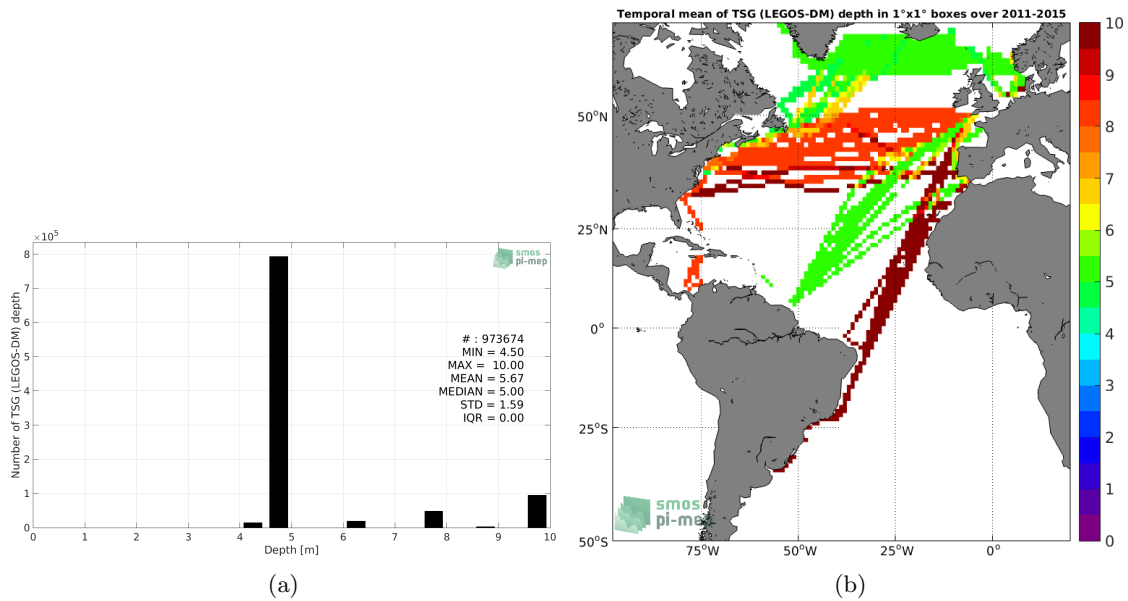 ×10⁵
8
7
6
5
4
3
2
1
0
Number of TSG (LEGOS-DM) depth
smos
pi-mep
# : 973674
MIN = 4.50
MAX = 10.00
MEAN = 5.67
MEDIAN = 5.00
STD = 1.59
IQR = 0.00
0 1 2 3 4 5 6 7 8 9 10
Depth [m]
(a)
Temporal mean of TSG (LEGOS-DM) depth in 1°x1° boxes over 2011-2015
50°N
25°N
0°
25°S
50°S
75°W 50°W 25°W 0°
smos
pi-mep
10
9
8
7
6
5
4
3
2
1
0
(b)